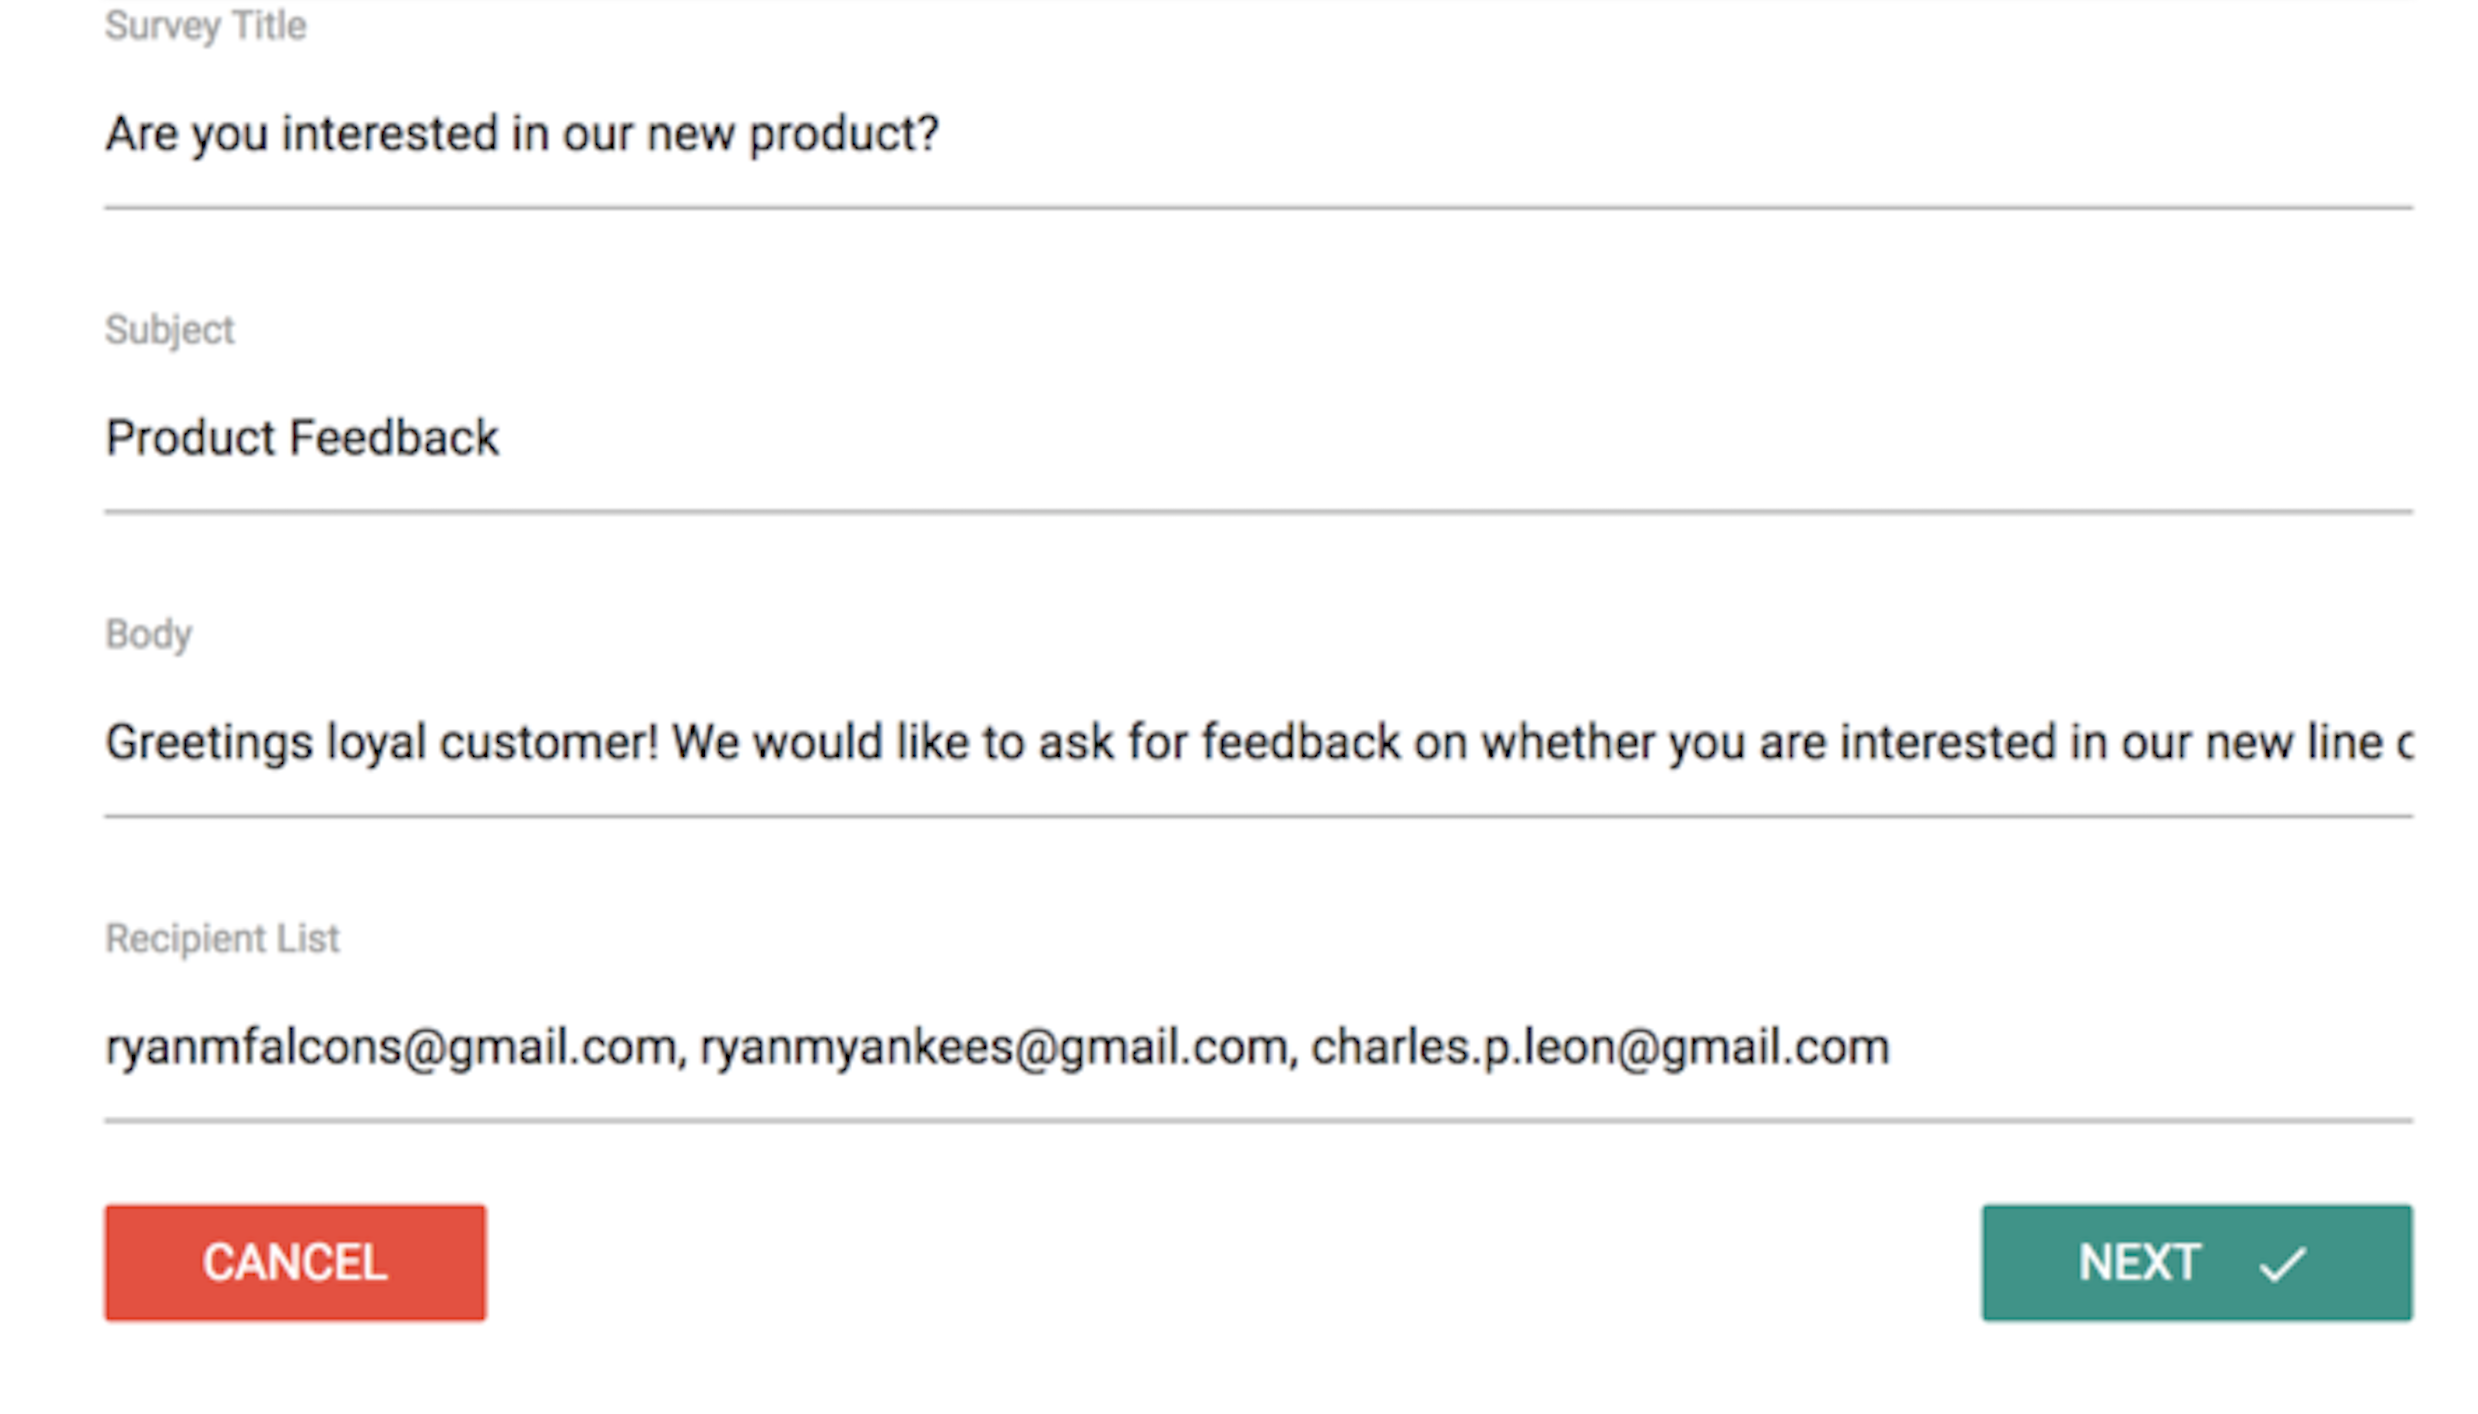 Survey Title
Are you interested in our new product?
Subject
Product Feedback
Body
Greetings loyal customer! We would like to ask for feedback on whether you are interested in our new line
Recipient List
ryanmfalcons@gmail.com, ryanmyankees@gmail.com, charles.p.leon@gmail.com
CANCEL
NEXT